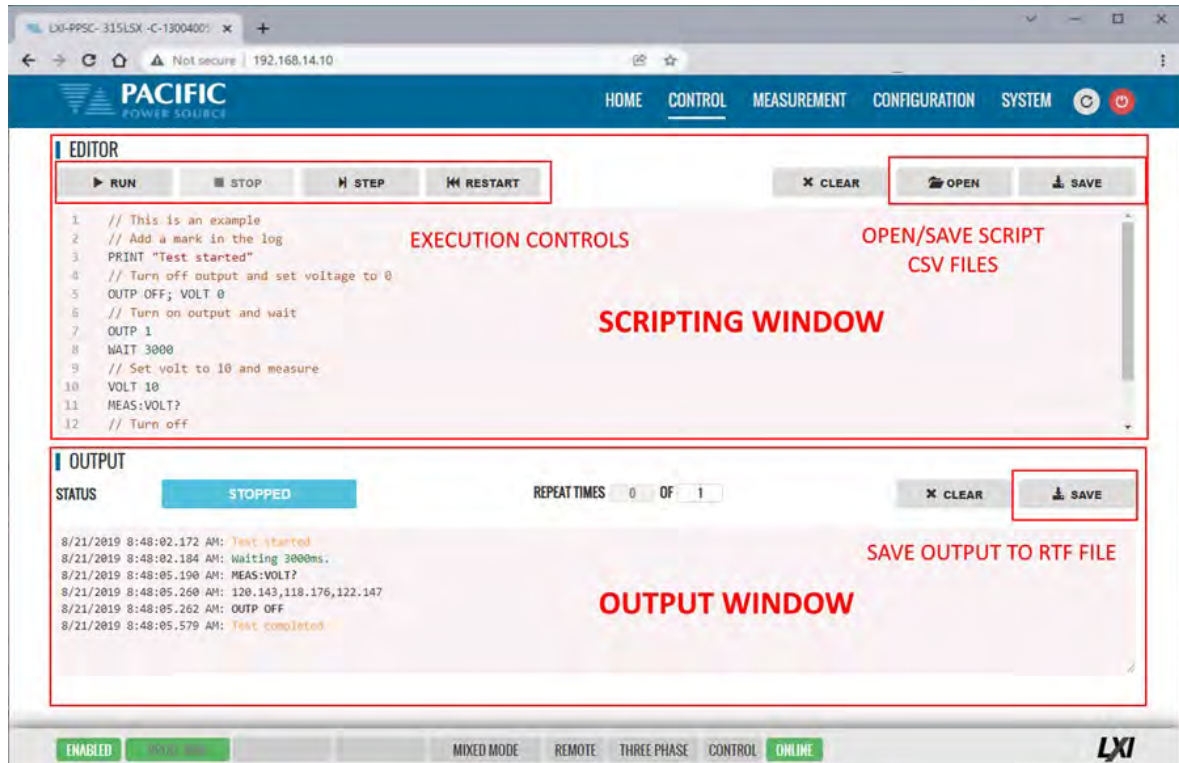 LXI-PPSC- 315LSX -C-13004005
Not secure 192.168.14.10
PACIFIC
POWER SOURCE
HOME CONTROL MEASUREMENT CONFIGURATION SYSTEM
EDITOR
RUN STOP STEP RESTART CLEAR OPEN SAVE
1 // This is an example
2 // Add a mark in the log
3 PRINT "Test started"
4 // Turn off output and set voltage to 0
5 OUTP OFF; VOLT 0
6 // Turn on output and wait
7 OUTP 1
8 WAIT 3000
9 // Set volt to 10 and measure
10 VOLT 10
11 MEAS:VOLT?
12 // Turn off
EXECUTION CONTROLS
OPEN/SAVE SCRIPT
CSV FILES
SCRIPTING WINDOW
OUTPUT
STATUS STOPPED REPEAT TIMES 0 OF 1 CLEAR SAVE
8/21/2019 8:48:02.172 AM: Test started
8/21/2019 8:48:02.184 AM: Waiting 3000ms.
8/21/2019 8:48:05.190 AM: MEAS:VOLT?
8/21/2019 8:48:05.260 AM: 120.143,118.176,122.147
8/21/2019 8:48:05.262 AM: OUTP OFF
8/21/2019 8:48:05.579 AM: Test completed
SAVE OUTPUT TO RTF FILE
OUTPUT WINDOW
ENABLED MIXED MODE REMOTE THREE PHASE CONTROL ONLINE LXI